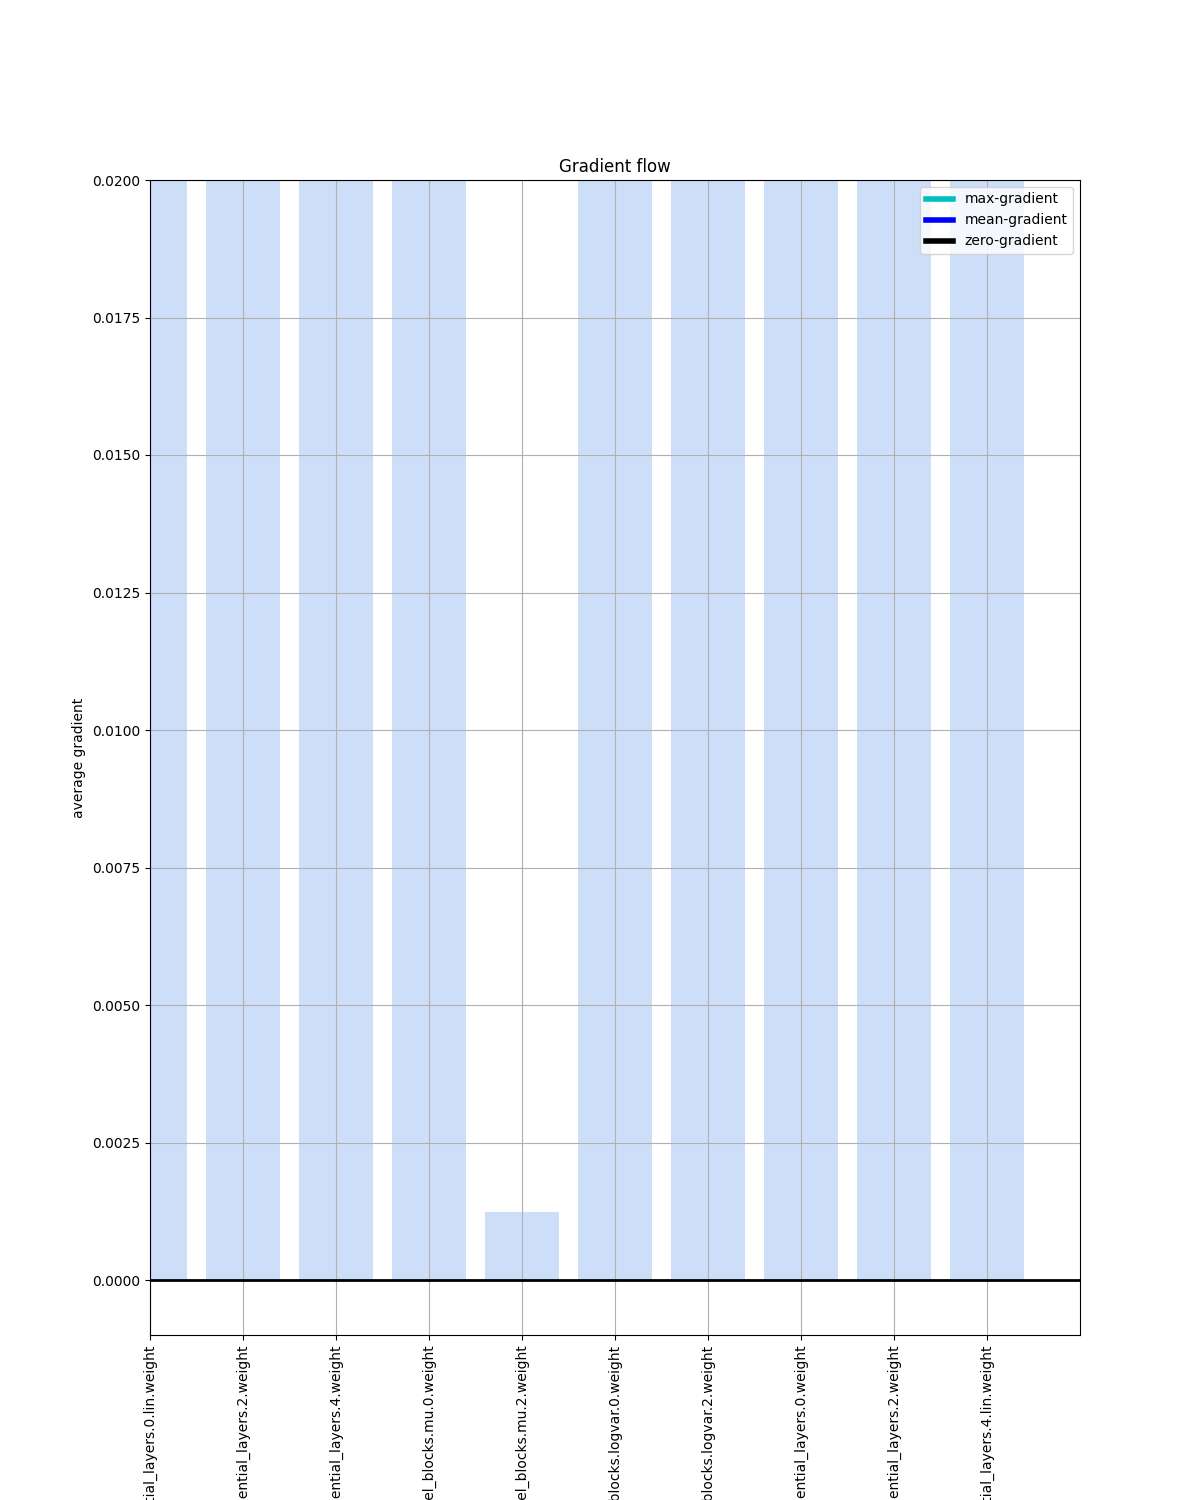 Gradient flow
max-gradient
mean-gradient
zero-gradient
0.0200
0.0175
0.0150
0.0125
0.0100
0.0075
0.0050
0.0025
0.0000
average gradient
tial_layers.0.lin.weight
ential_layers.2.weight
ential_layers.4.weight
el_blocks.mu.0.weight
el_blocks.mu.2.weight
blocks.logvar.0.weight
blocks.logvar.2.weight
ential_layers.0.weight
ential_layers.2.weight
tial_layers.4.lin.weight